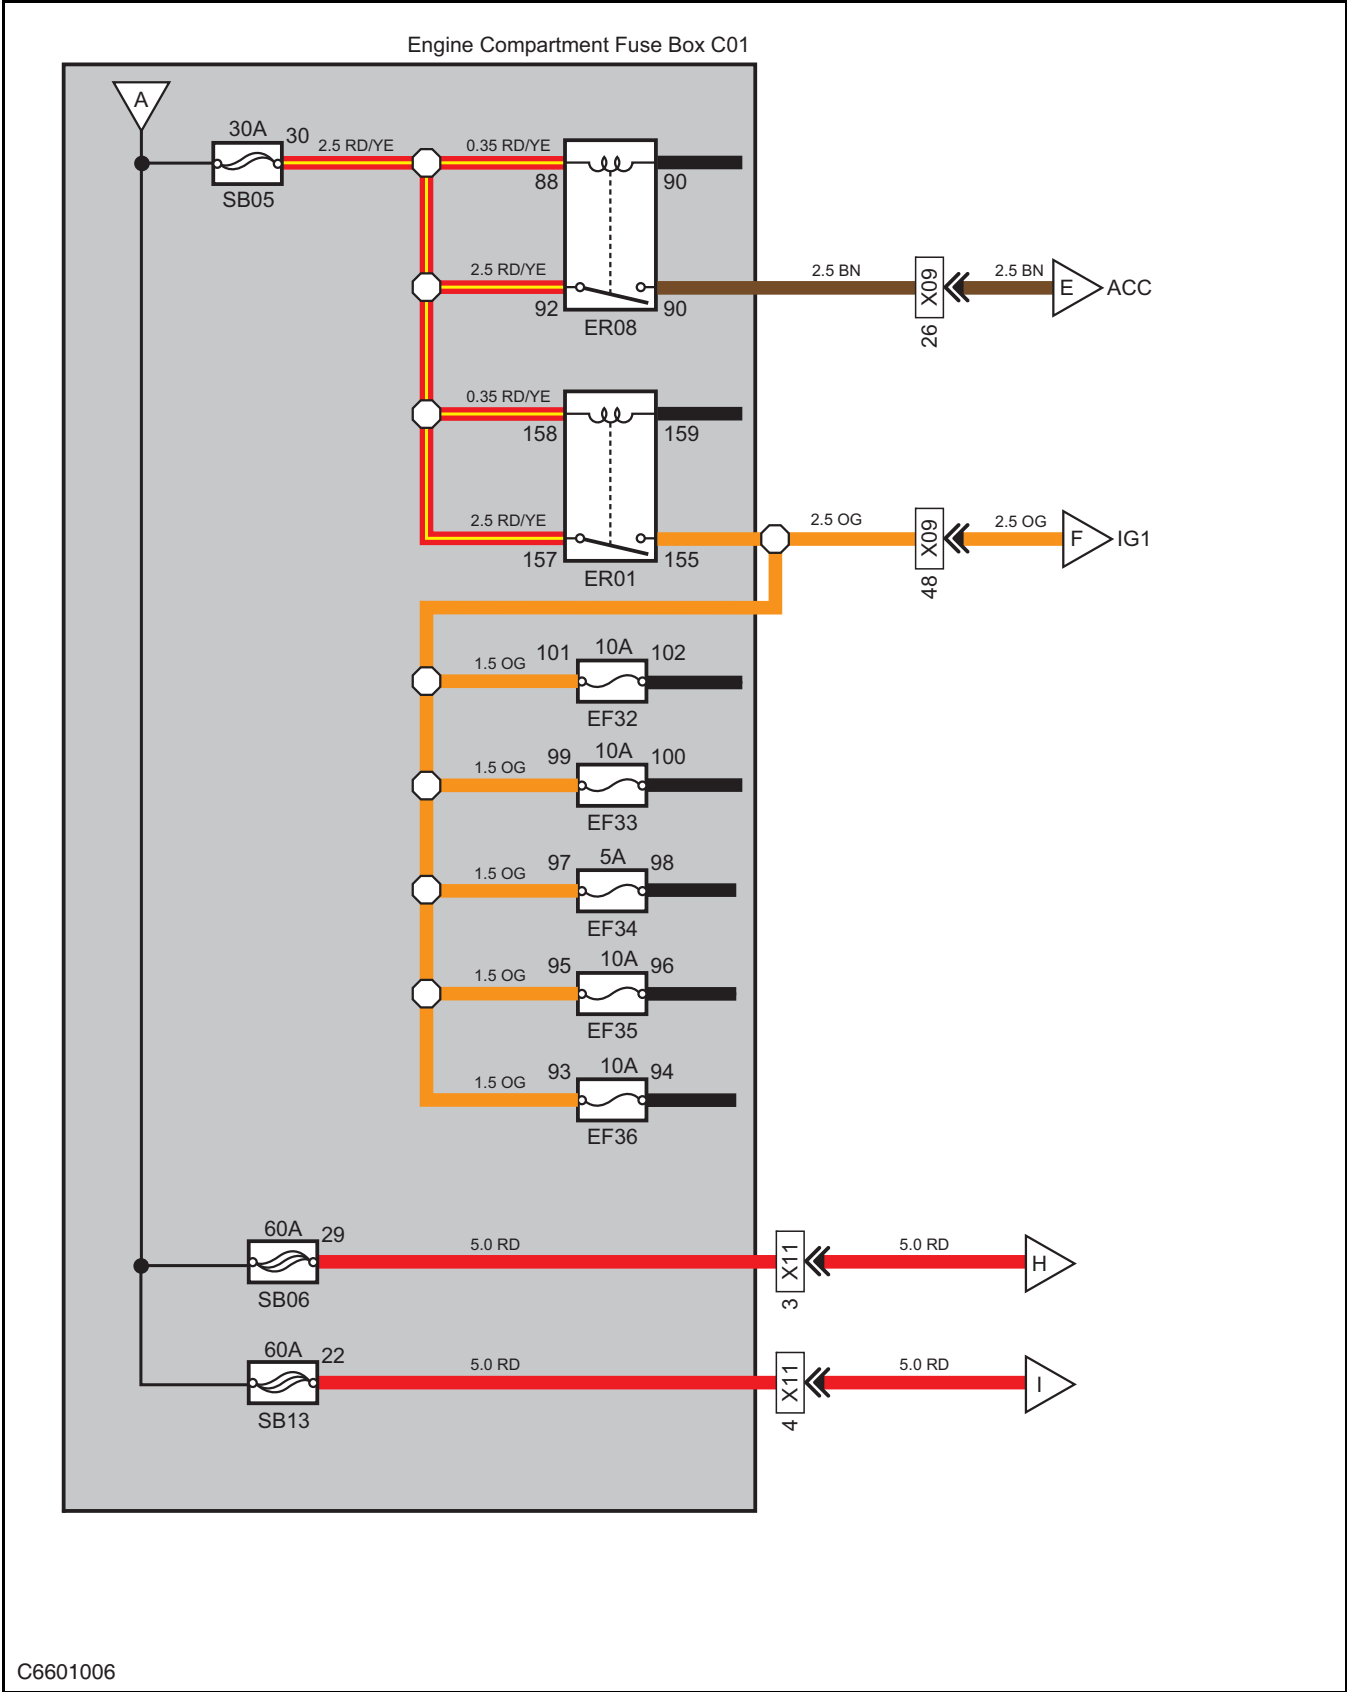 Engine Compartment Fuse Box C01
A
30A
30
2.5 RD/YE
0.35 RD/YE
SB05
88
90
2.5 RD/YE
92
90
ER08
2.5 BN
X09
26
2.5 BN
E
ACC
0.35 RD/YE
158
159
2.5 RD/YE
157
155
ER01
2.5 OG
X09
48
2.5 OG
F
IG1
1.5 OG
101
10A
102
EF32
1.5 OG
99
10A
100
EF33
1.5 OG
97
5A
98
EF34
1.5 OG
95
10A
96
EF35
1.5 OG
93
10A
94
EF36
60A
29
SB06
5.0 RD
X11
3
5.0 RD
H
60A
22
SB13
5.0 RD
X11
4
5.0 RD
I
C6601006